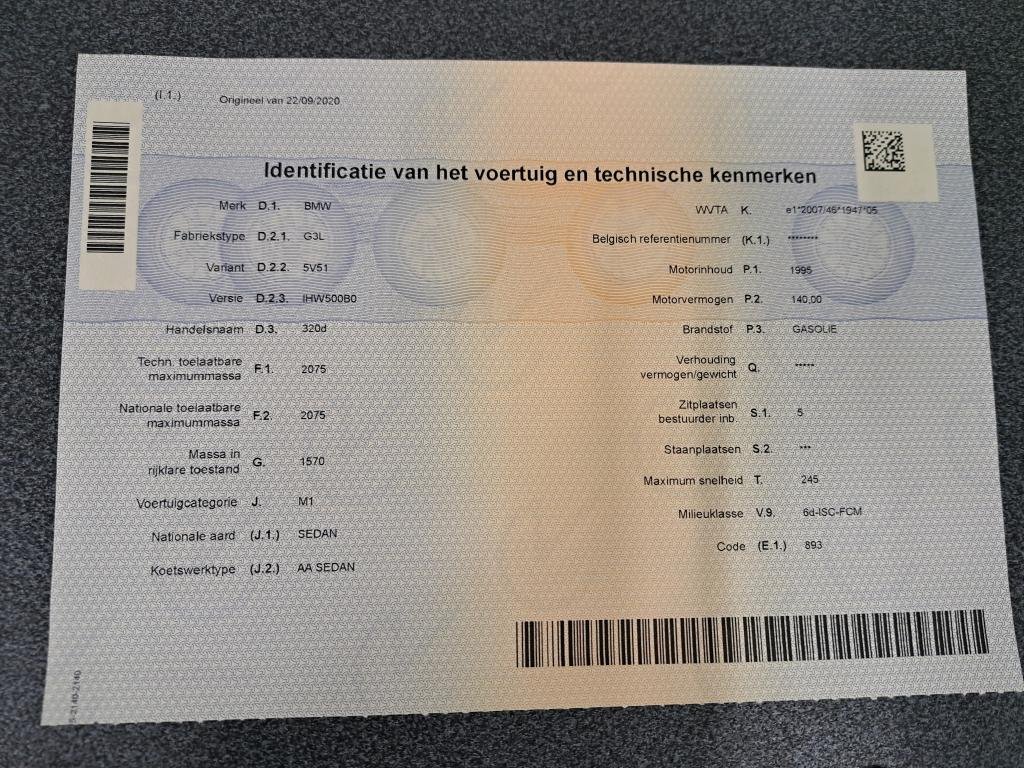 (I.1.) Origineel van 22/09/2020
Identificatie van het voertuig en technische kenmerken
Merk D.1. BMW
Fabriekstype D.2.1. G3L
Variant D.2.2. 5V51
Versie D.2.3. IHW500B0
Handelsnaam D.3. 320d
Techn. toelaatbare
maximummassa F.1. 2075
Nationale toelaatbare
maximummassa F.2. 2075
Massa in
rijklare toestand G. 1570
Voertuigcategorie J. M1
Nationale aard (J.1.) SEDAN
Koetswerktype (J.2.) AA SEDAN
WVTA K. e1*2007/46*1947*05
Belgisch referentienummer (K.1.) ********
Motorinhoud P.1. 1995
Motorvermogen P.2. 140,00
Brandstof P.3. GASOLIE
Verhouding
vermogen/gewicht Q. *****
Zitplaatsen
bestuurder inb. S.1. 5
Staanplaatsen S.2. ***
Maximum snelheid T. 245
Milieuklasse V.9. 6d-ISC-FCM
Code (E.1.) 893